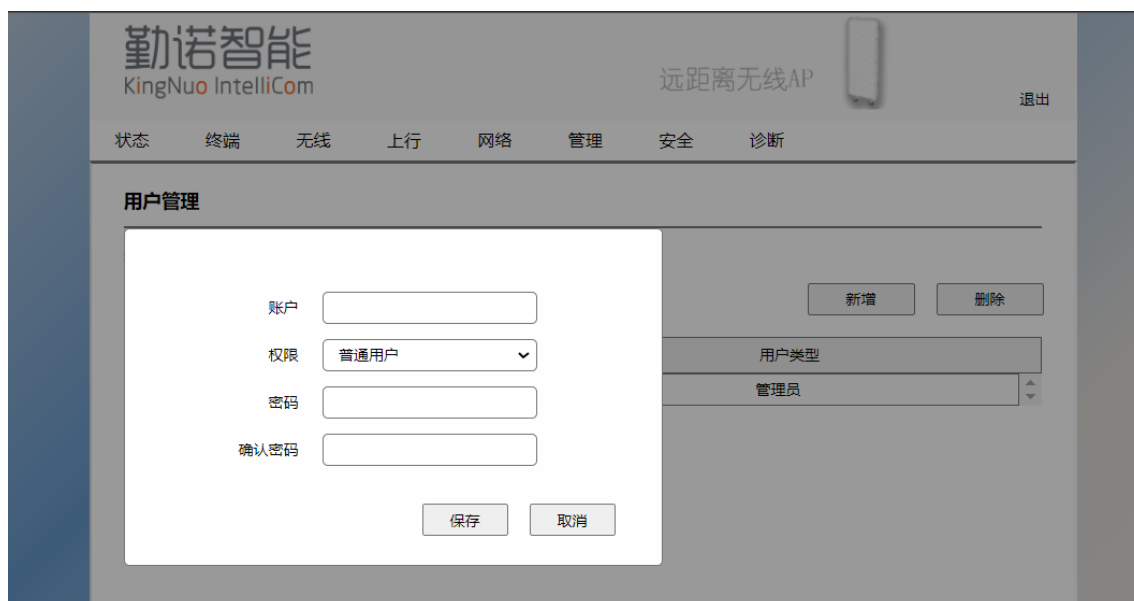 勤诺智能
KingNuo IntelliCom
远距离无线AP
退出
状态 终端 无线 上行 网络 管理 安全 诊断
用户管理
新增 删除
账户
权限 普通用户
密码
确认密码
保存 取消
用户类型
管理员